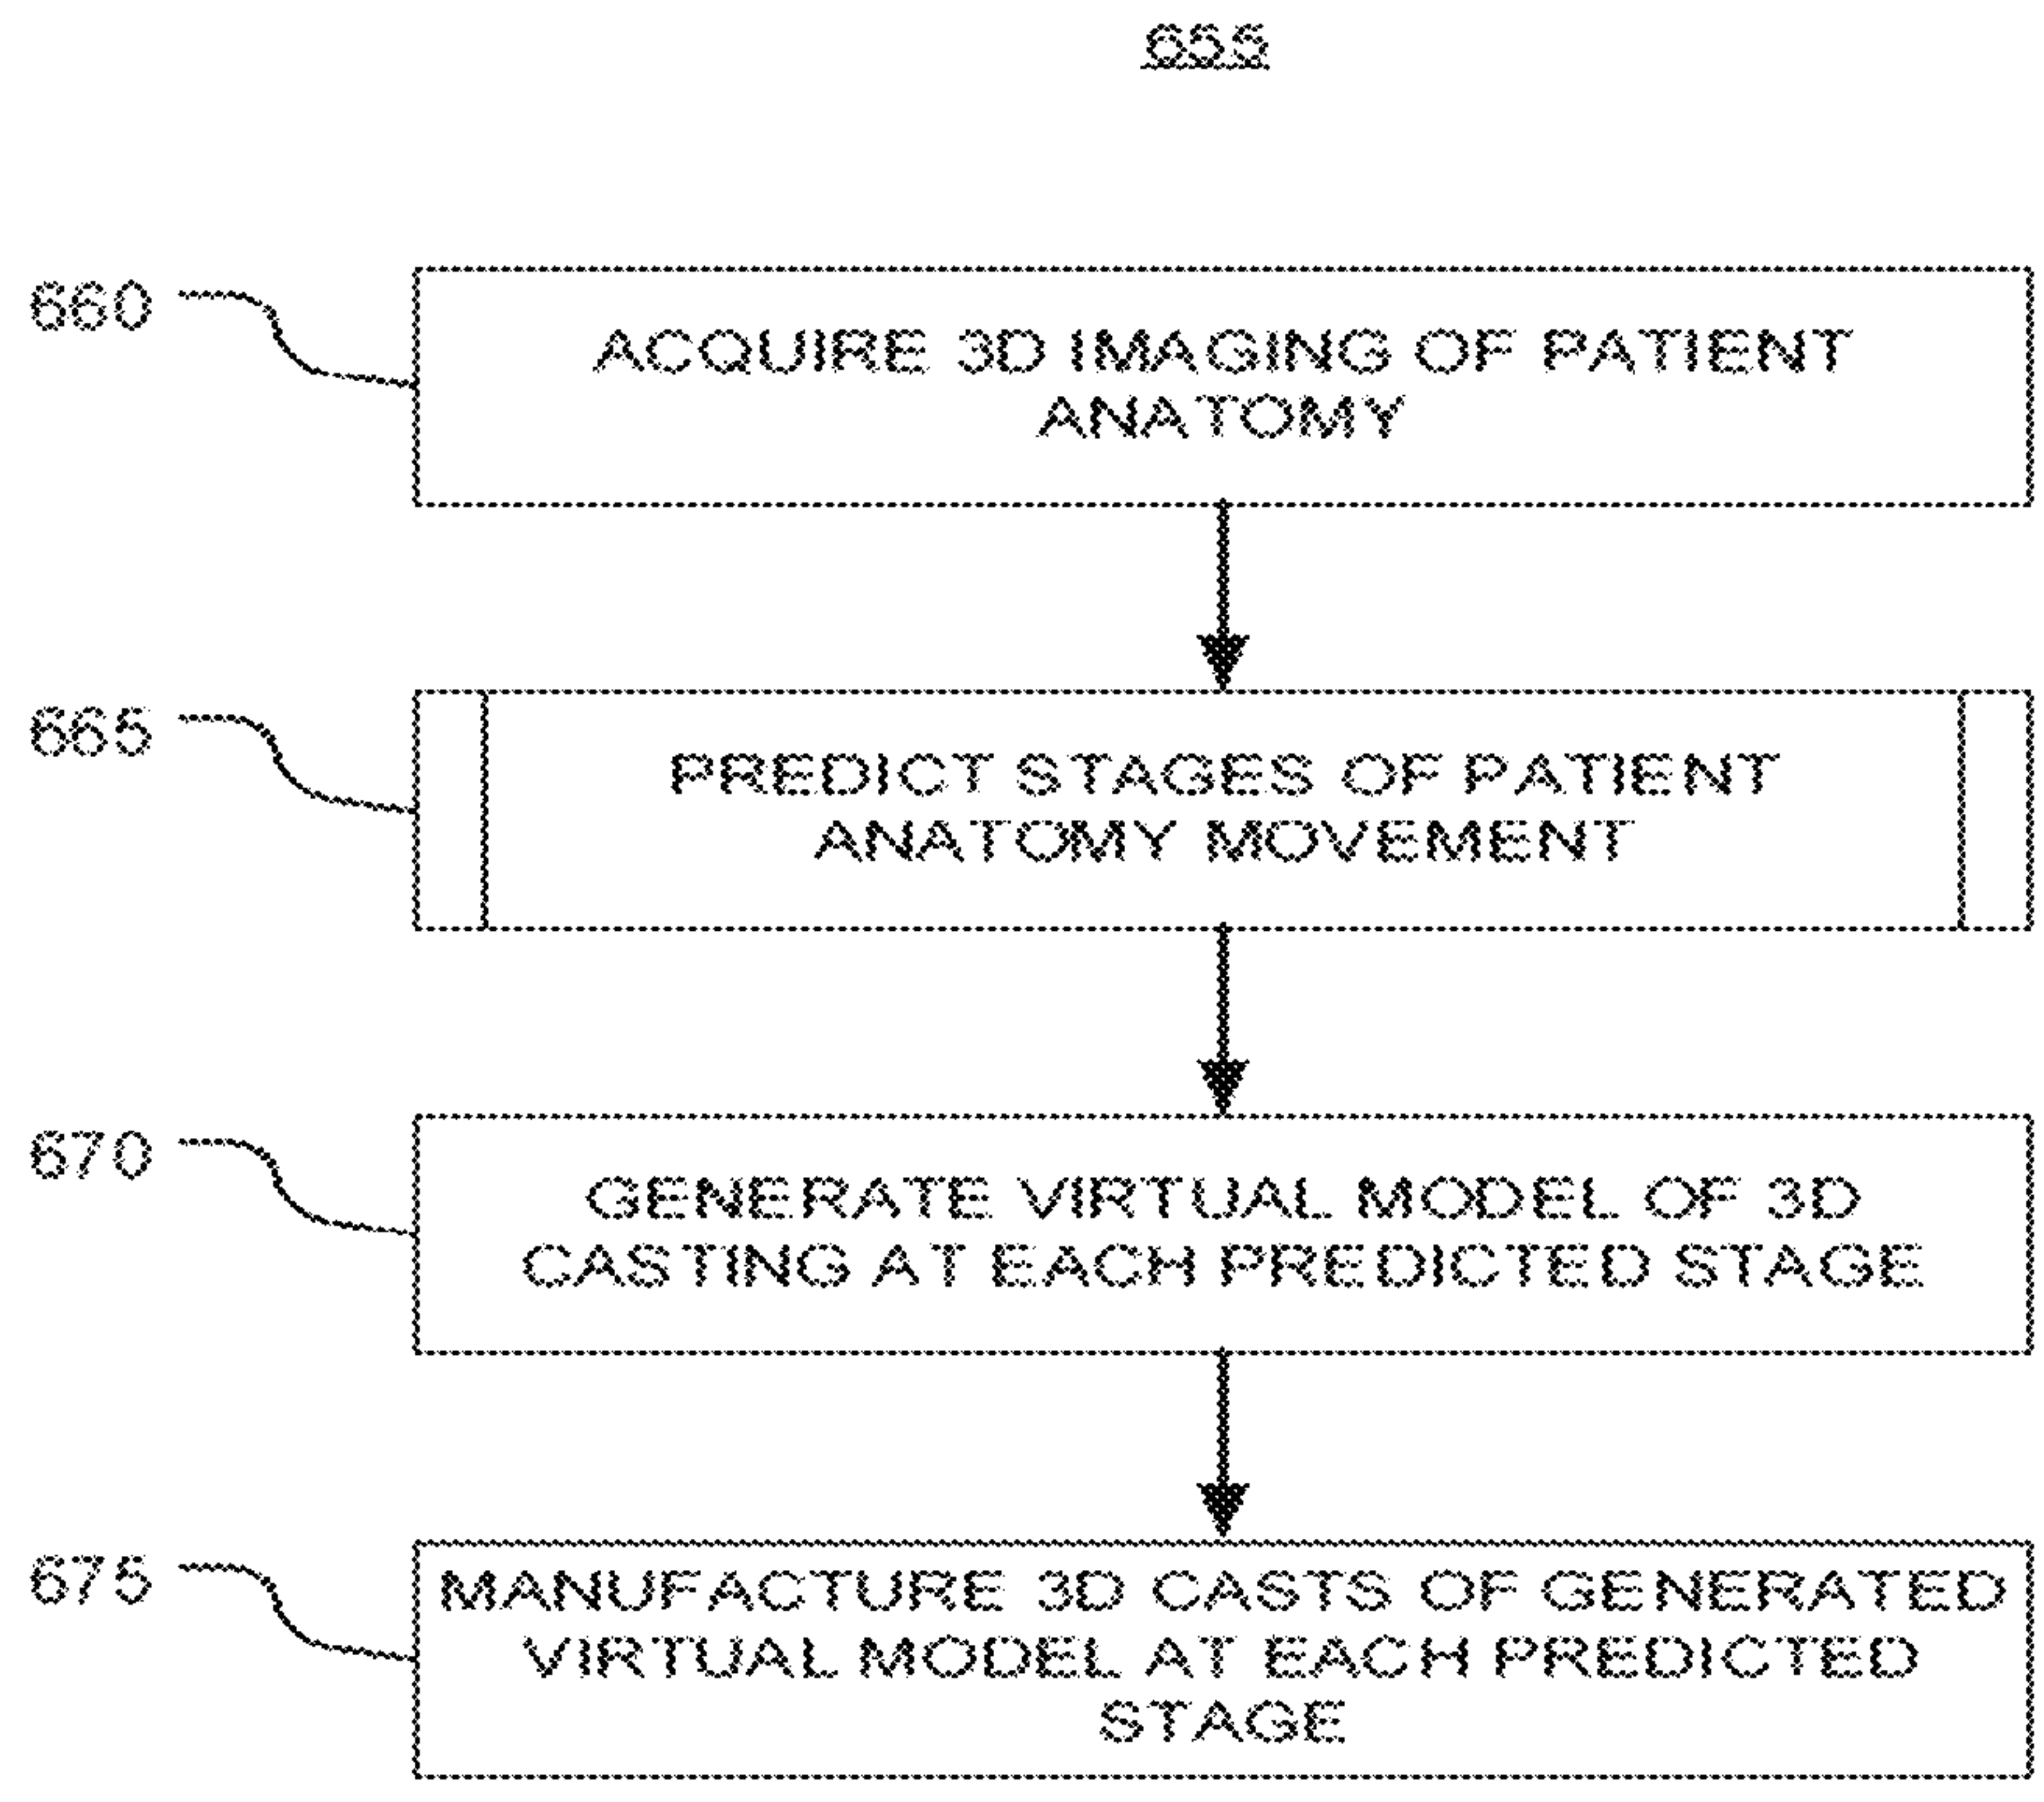 655
660
ACQUIRE 3D IMAGING OF PATIENT
ANATOMY
665
PREDICT STAGES OF PATIENT
ANATOMY MOVEMENT
670
GENERATE VIRTUAL MODEL OF 3D
CASTING AT EACH PREDICTED STAGE
675
MANUFACTURE 3D CASTS OF GENERATED
VIRTUAL MODEL AT EACH PREDICTED
STAGE